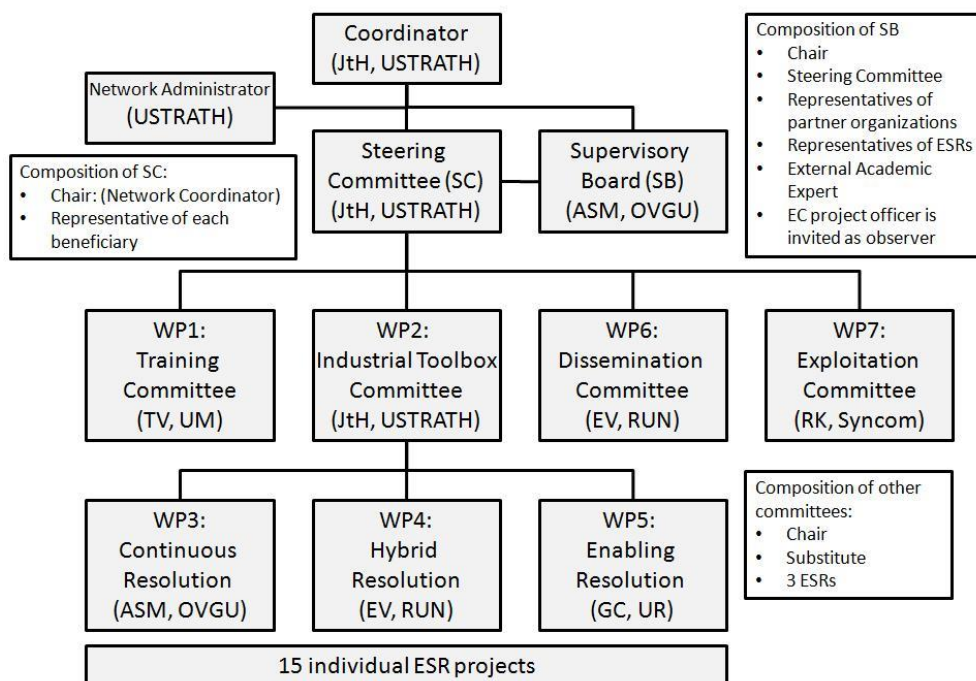 Coordinator
(JtH, USTRATH)
Network Administrator
(USTRATH)
Steering
Committee (SC)
(JtH, USTRATH)
Supervisory
Board (SB)
(ASM, OVGU)
Composition of SB
• Chair
• Steering Committee
• Representatives of
partner organizations
• Representatives of ESRs
• External Academic
Expert
• EC project officer is
invited as observer
Composition of SC:
• Chair: (Network Coordinator)
• Representative of each
beneficiary
WP1:
Training
Committee
(TV, UM)
WP2:
Industrial Toolbox
Committee
(JtH, USTRATH)
WP6:
Dissemination
Committee
(EV, RUN)
WP7:
Exploitation
Committee
(RK, Syncom)
WP3:
Continuous
Resolution
(ASM, OVGU)
WP4:
Hybrid
Resolution
(EV, RUN)
WP5:
Enabling
Resolution
(GC, UR)
Composition of other
committees:
• Chair
• Substitute
• 3 ESRs
15 individual ESR projects